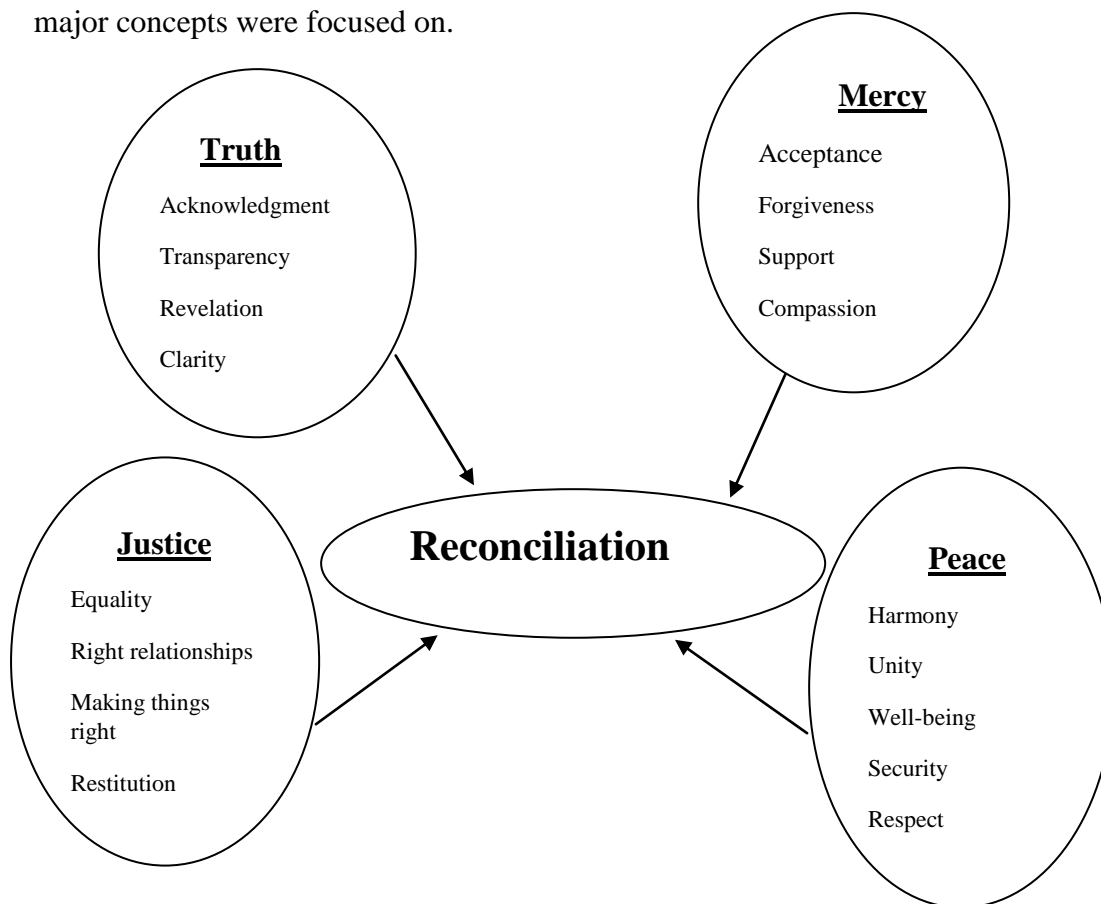 major concepts were focused on.
Truth
Acknowledgment
Transparency
Revelation
Clarity
Mercy
Acceptance
Forgiveness
Support
Compassion
Reconciliation
Justice
Equality
Right relationships
Making things
right
Restitution
Peace
Harmony
Unity
Well-being
Security
Respect